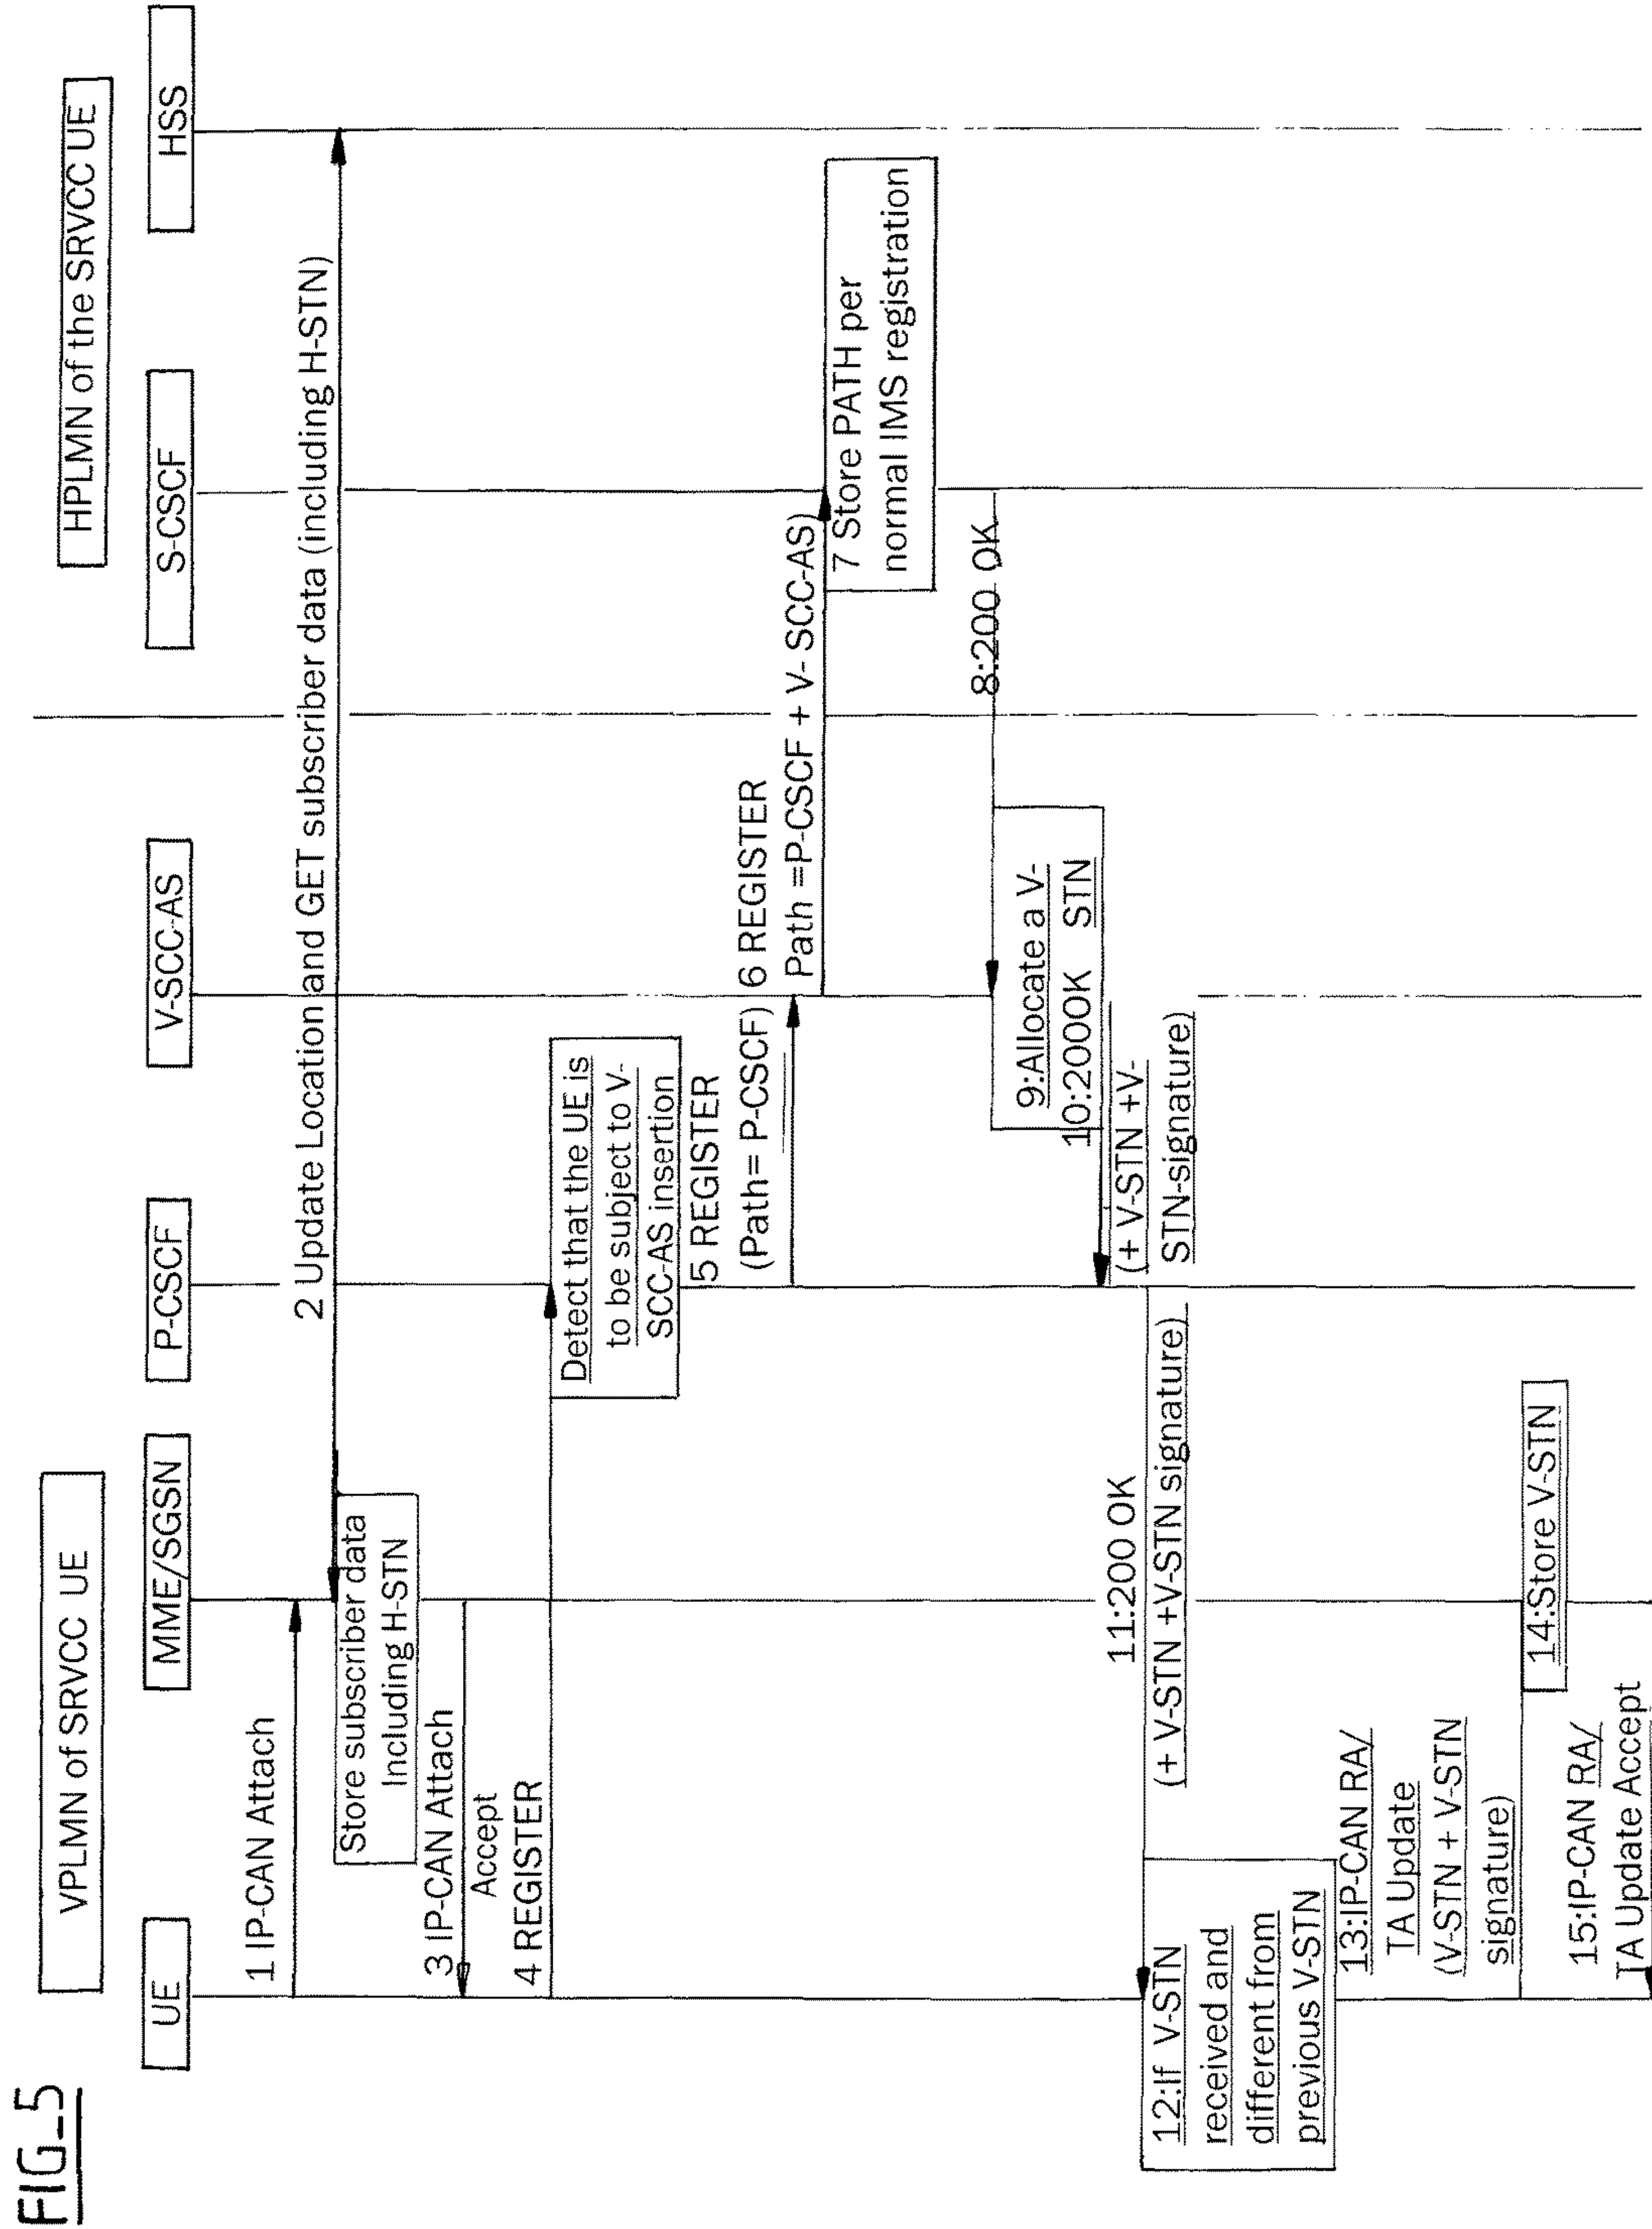 FIG_5
VPLMN of SRVCC UE
HPLMN of the SRVCC UE
UE
MME/SGSN
P-CSCF
V-SCC-AS
S-CSCF
HSS
1 IP-CAN Attach
2 Update Location and GET subscriber data (including H-STN)
Store subscriber data
Including H-STN
3 IP-CAN Attach
Accept
4 REGISTER
Detect that the UE is
to be subject to V-
SCC-AS insertion
5 REGISTER
(Path= P-CSCF)
6 REGISTER
Path =P-CSCF + V-SCC-AS)
7 Store PATH per
normal IMS registration
8:200 OK
9:Allocate a V-
STN
10:200OK
(+ V-STN +V-
STN-signature)
11:200 OK
(+ V-STN +V-STN signature)
12:If V-STN
received and
different from
previous V-STN
13:IP-CAN RA/
TA Update
(V-STN + V-STN
signature)
14:Store V-STN
15:IP-CAN RA/
TA Update Accept